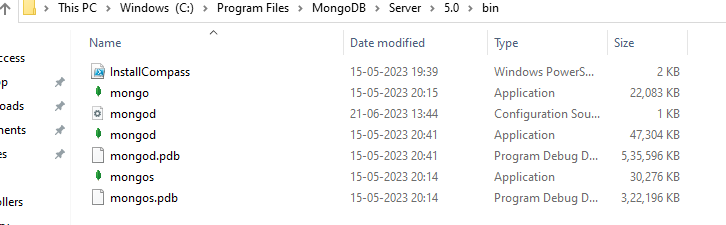 This PC > Windows (C:) > Program Files > MongoDB > Server > 5.0 > bin
Name Date modified Type Size
InstallCompass 15-05-2023 19:39 Windows PowerS... 2 KB
mongo 15-05-2023 20:15 Application 22,083 KB
mongod 21-06-2023 13:44 Configuration Sou... 1 KB
mongod 15-05-2023 20:41 Application 47,304 KB
mongod.pdb 15-05-2023 20:41 Program Debug D... 5,35,596 KB
mongos 15-05-2023 20:14 Application 30,276 KB
mongos.pdb 15-05-2023 20:14 Program Debug D... 3,22,196 KB
ccess
p
oads
ments
es
ollers